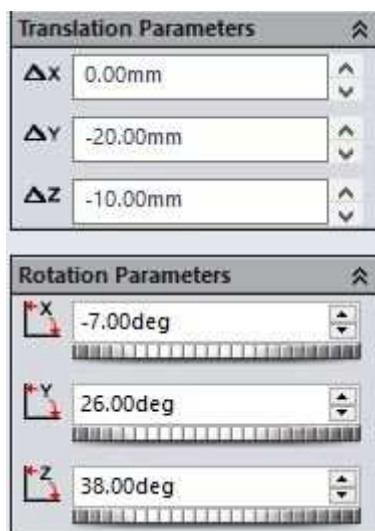 Translation Parameters
ΔX 0.00mm
ΔY -20.00mm
ΔZ -10.00mm
Rotation Parameters
X -7.00deg
Y 26.00deg
Z 38.00deg